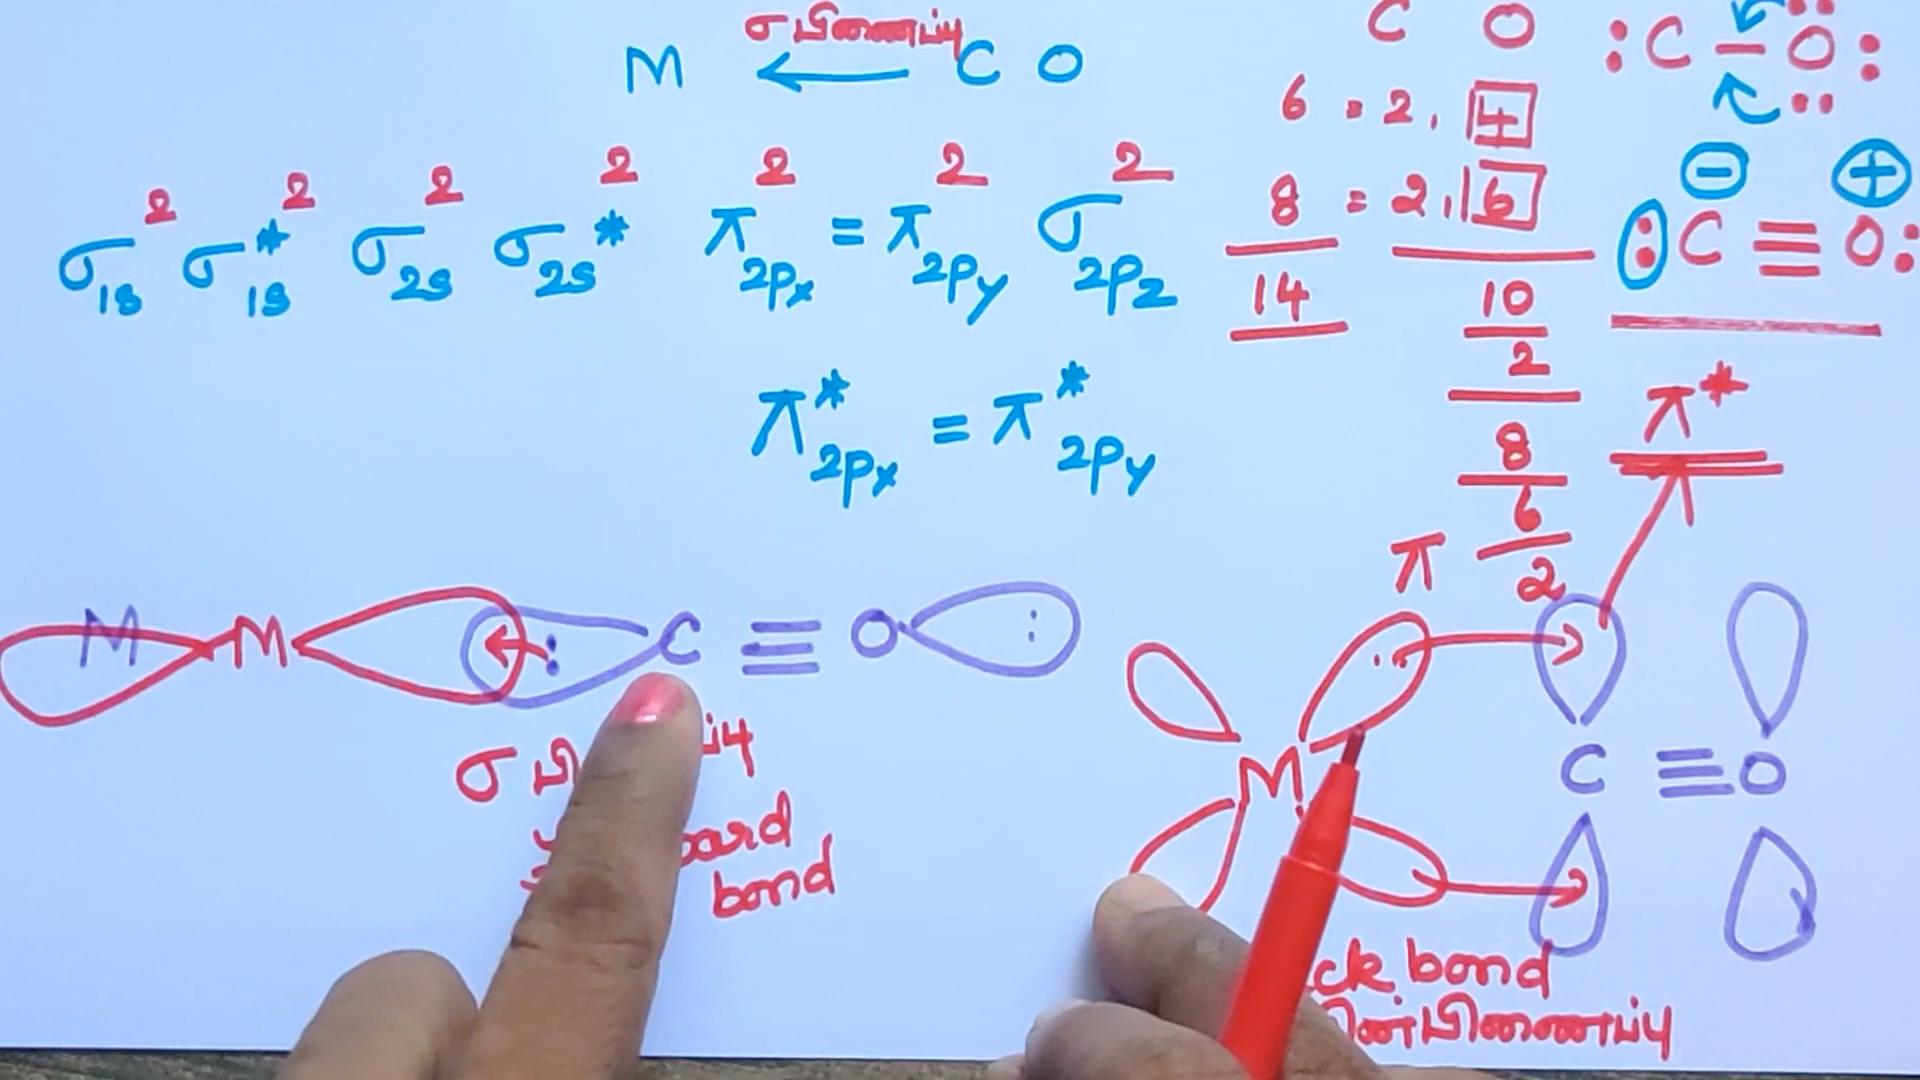 σ பிணைப்பு
M ← C O
C O
6 = 2, 4
8 = 2, 6
14
10
2
8
6
2
:C — O:
− +
:C ≡ O:
σ1s² σ*1s² σ2s² σ*2s² π2px² = π2py² σ2pz²
π*2px = π*2py
π*
π
M M C ≡ O :
M C ≡ O
σ
bond
bond